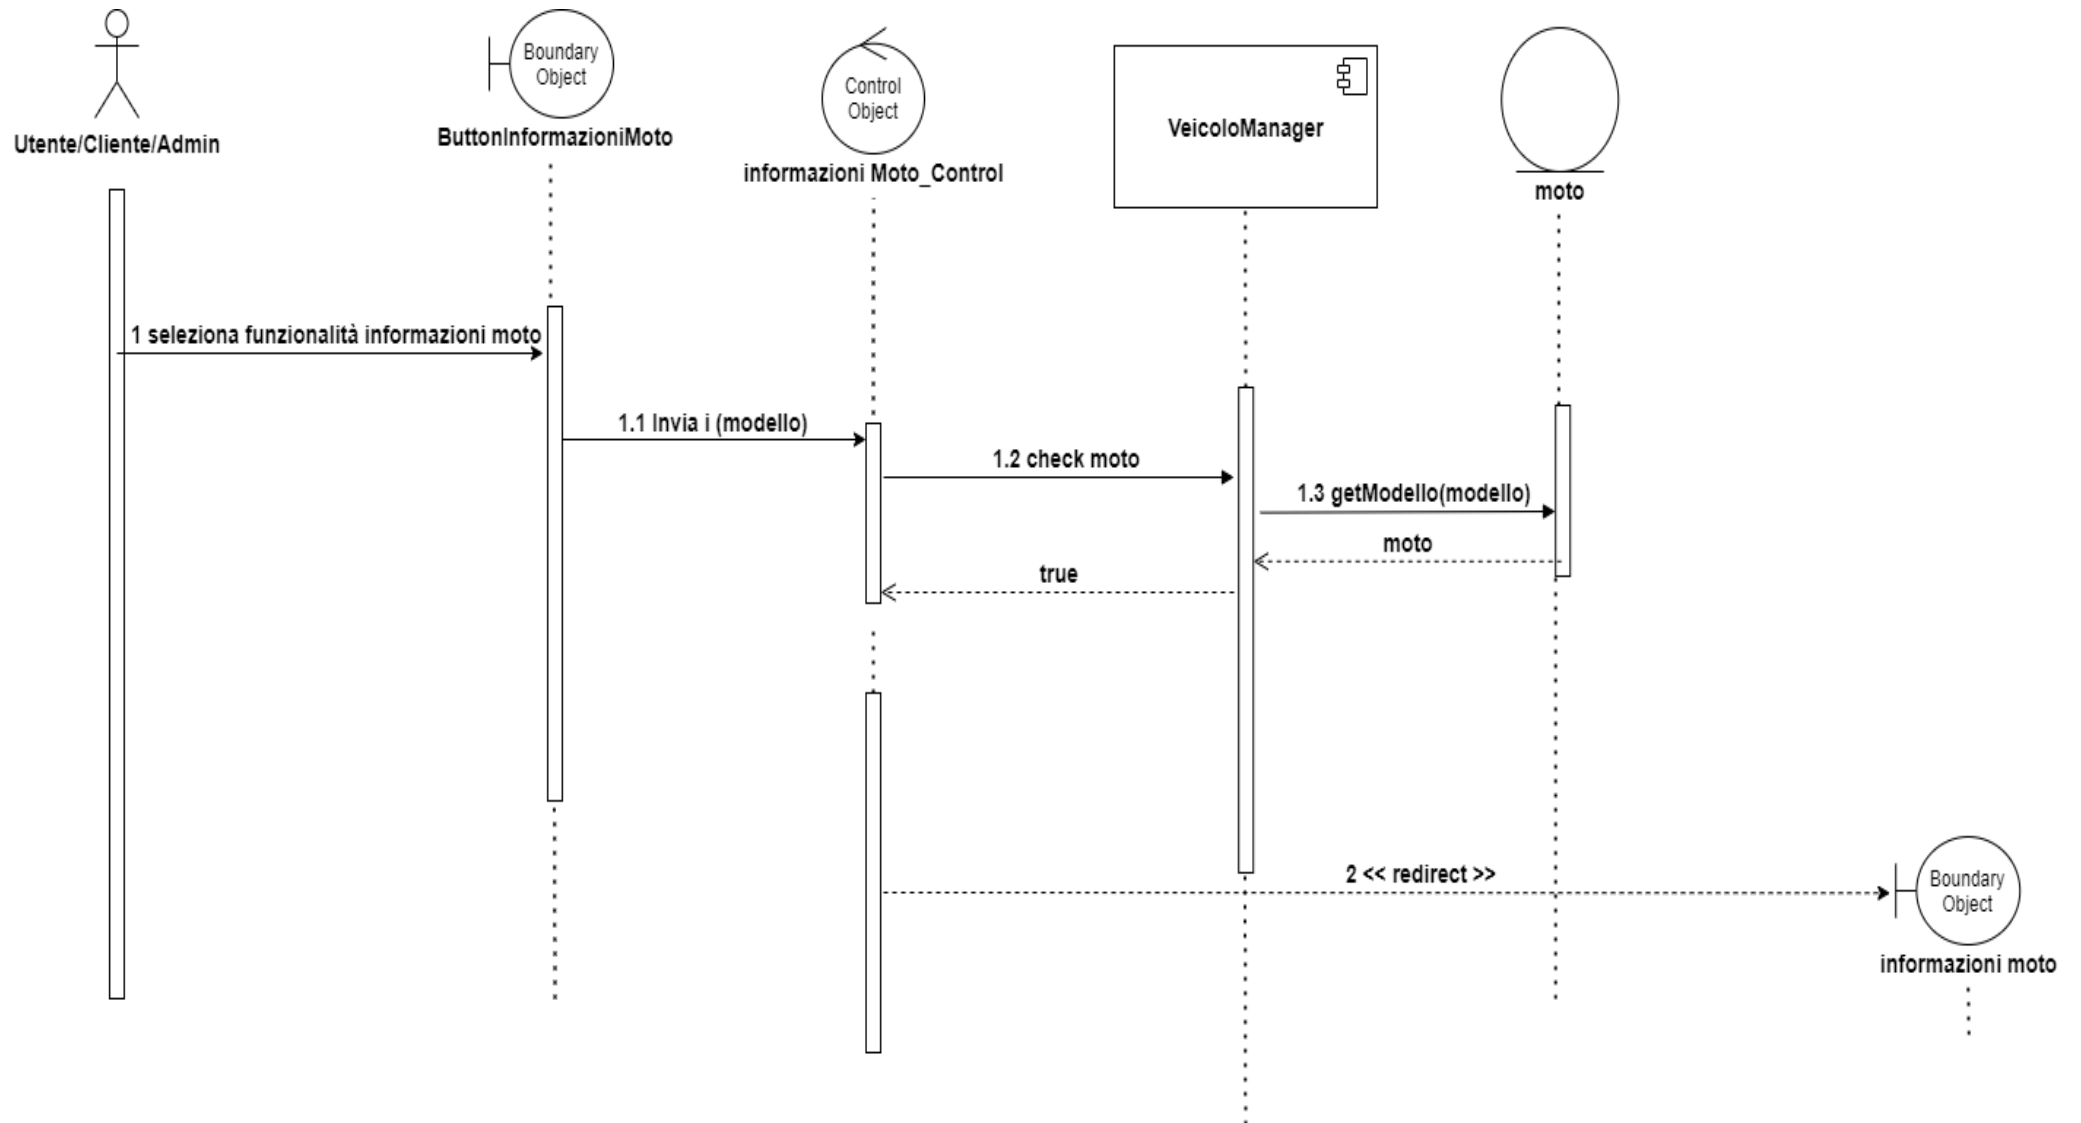 Boundary
Object
Control
Object
Utente/Cliente/Admin
ButtonInformazioniMoto
informazioni Moto_Control
VeicoloManager
moto
1 seleziona funzionalità informazioni moto
1.1 Invia i (modello)
1.2 check moto
1.3 getModello(modello)
moto
true
2 << redirect >>
Boundary
Object
informazioni moto